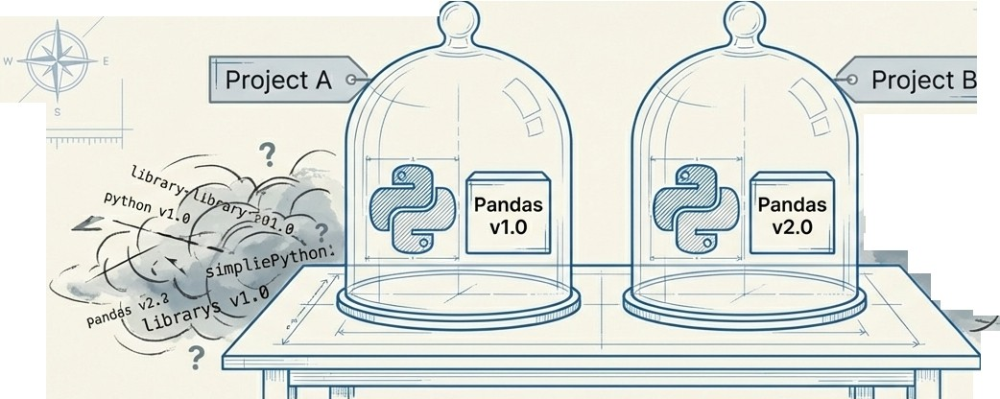 W
E
S
Project A
Project B
?
library-library
python v1.0
201.0
?
simpliePython:
pandas v2.2
librarys v1.0
?
Pandas
v1.0
Pandas
v2.0